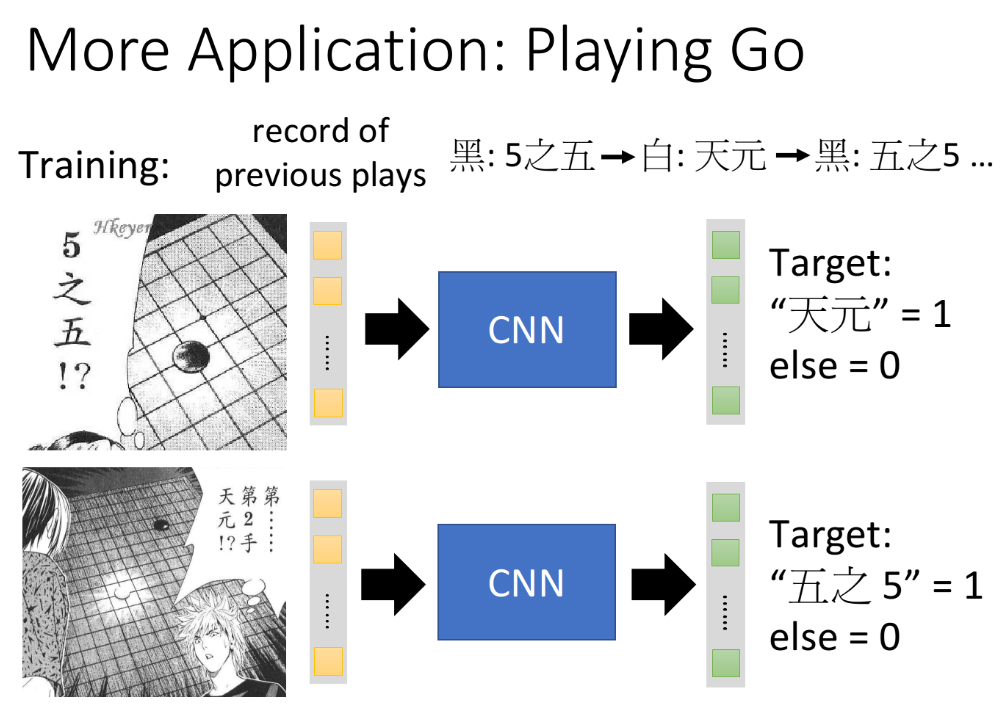 More Application: Playing Go
Training:
record of
previous plays
黑: 5之五 → 白: 天元 → 黑: 五之5 …
Hkeyer
5之五!?
CNN
Target:
“天元” = 1
else = 0
第……
第2手
天元!?
CNN
Target:
“五之 5” = 1
else = 0